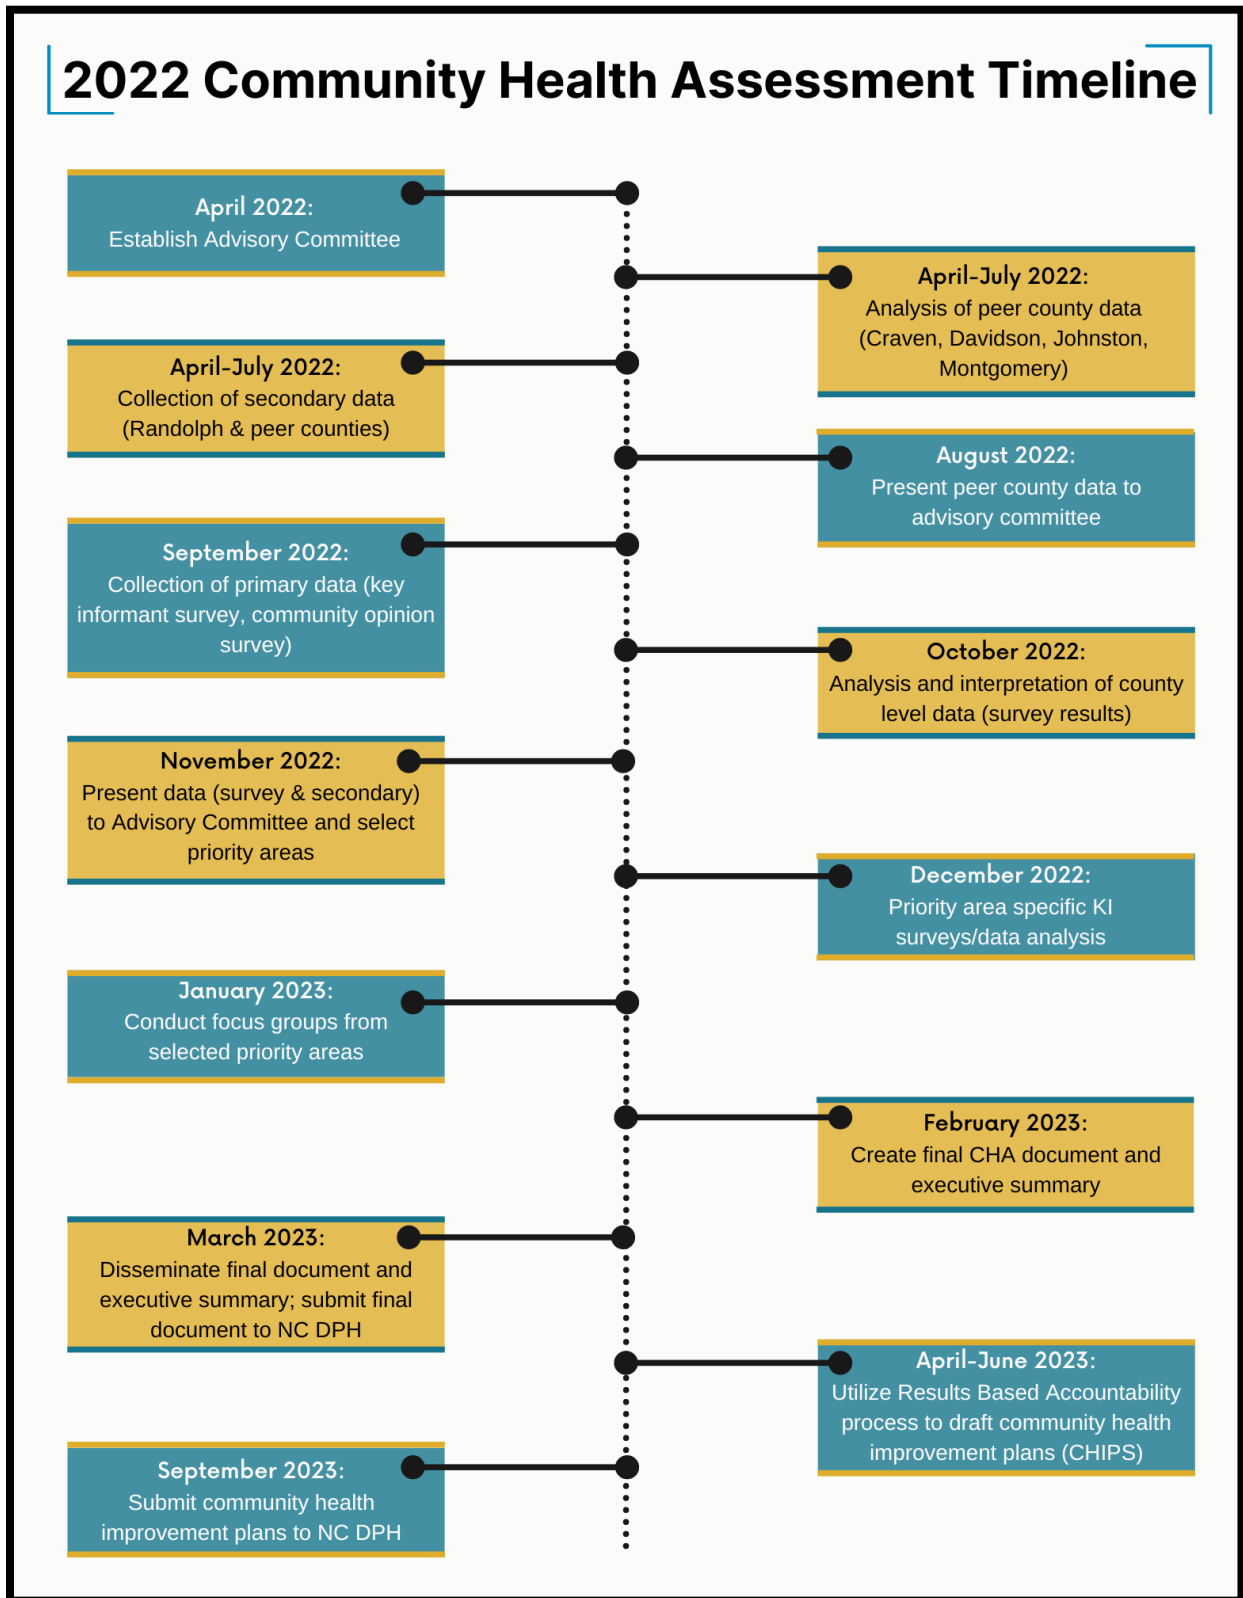 2022 Community Health Assessment Timeline
April 2022:
Establish Advisory Committee
April-July 2022:
Analysis of peer county data
(Craven, Davidson, Johnston,
Montgomery)
April-July 2022:
Collection of secondary data
(Randolph & peer counties)
August 2022:
Present peer county data to
advisory committee
September 2022:
Collection of primary data (key
informant survey, community opinion
survey)
October 2022:
Analysis and interpretation of county
level data (survey results)
November 2022:
Present data (survey & secondary)
to Advisory Committee and select
priority areas
December 2022:
Priority area specific KI
surveys/data analysis
January 2023:
Conduct focus groups from
selected priority areas
February 2023:
Create final CHA document and
executive summary
March 2023:
Disseminate final document and
executive summary; submit final
document to NC DPH
April-June 2023:
Utilize Results Based Accountability
process to draft community health
improvement plans (CHIPS)
September 2023:
Submit community health
improvement plans to NC DPH